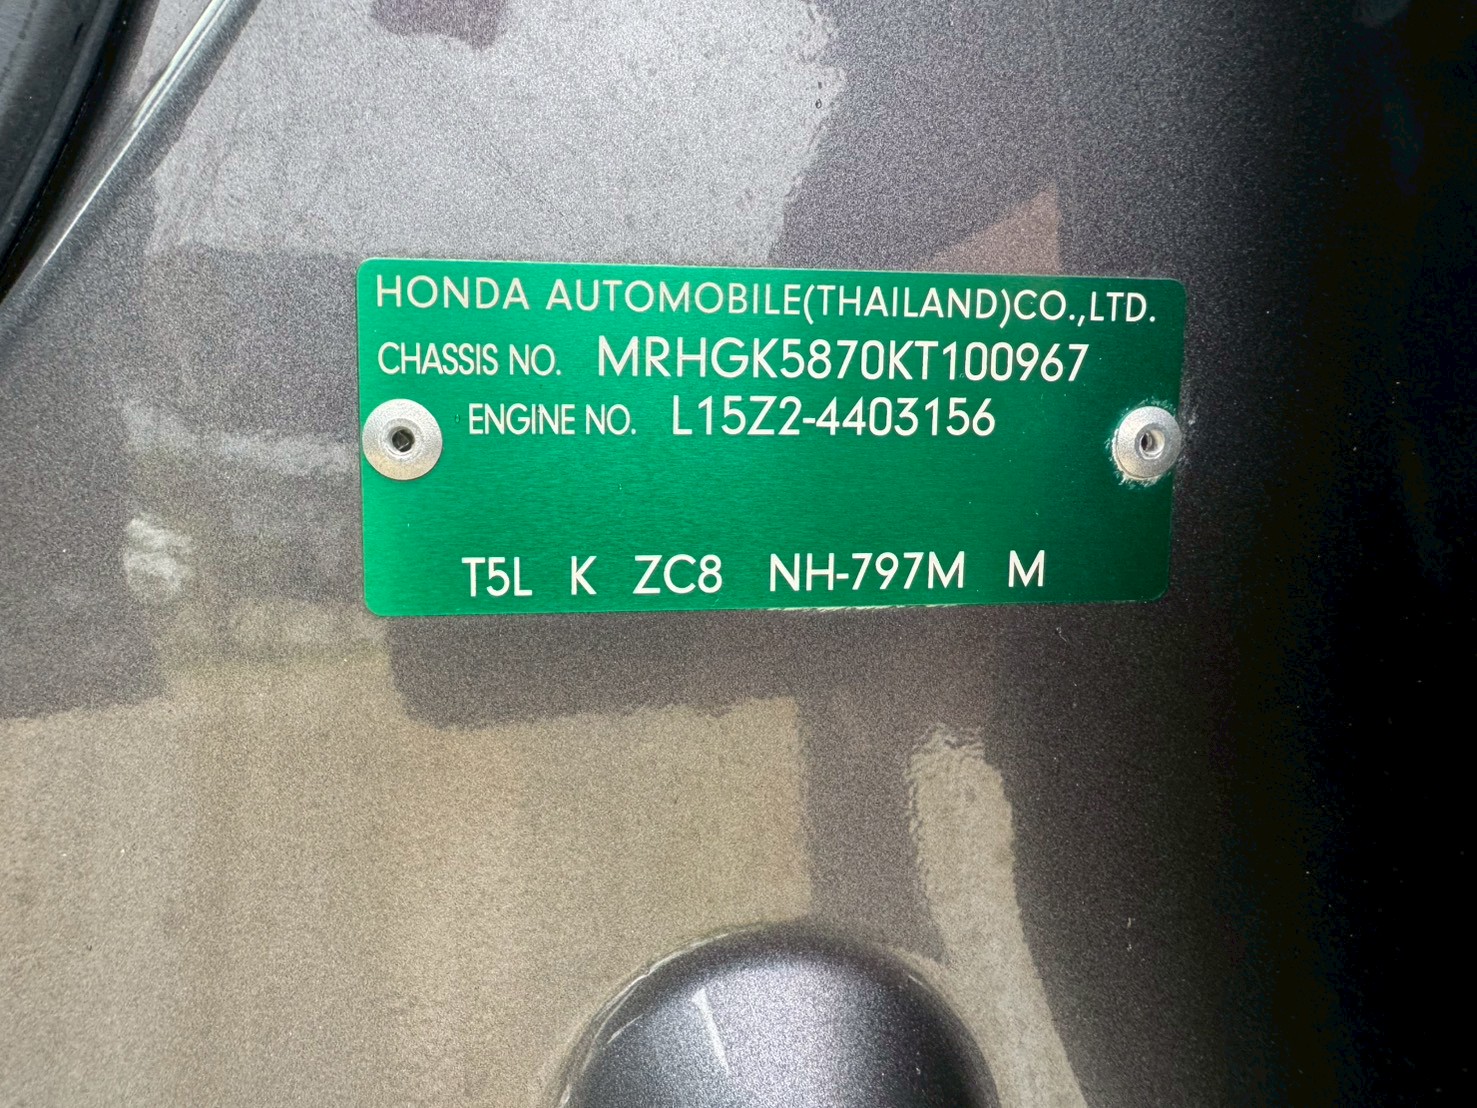 HONDA AUTOMOBILE(THAILAND)CO.,LTD.
CHASSIS NO. MRHGK5870KT100967
ENGINE NO. L15Z2-4403156
T5L K ZC8 NH-797M M